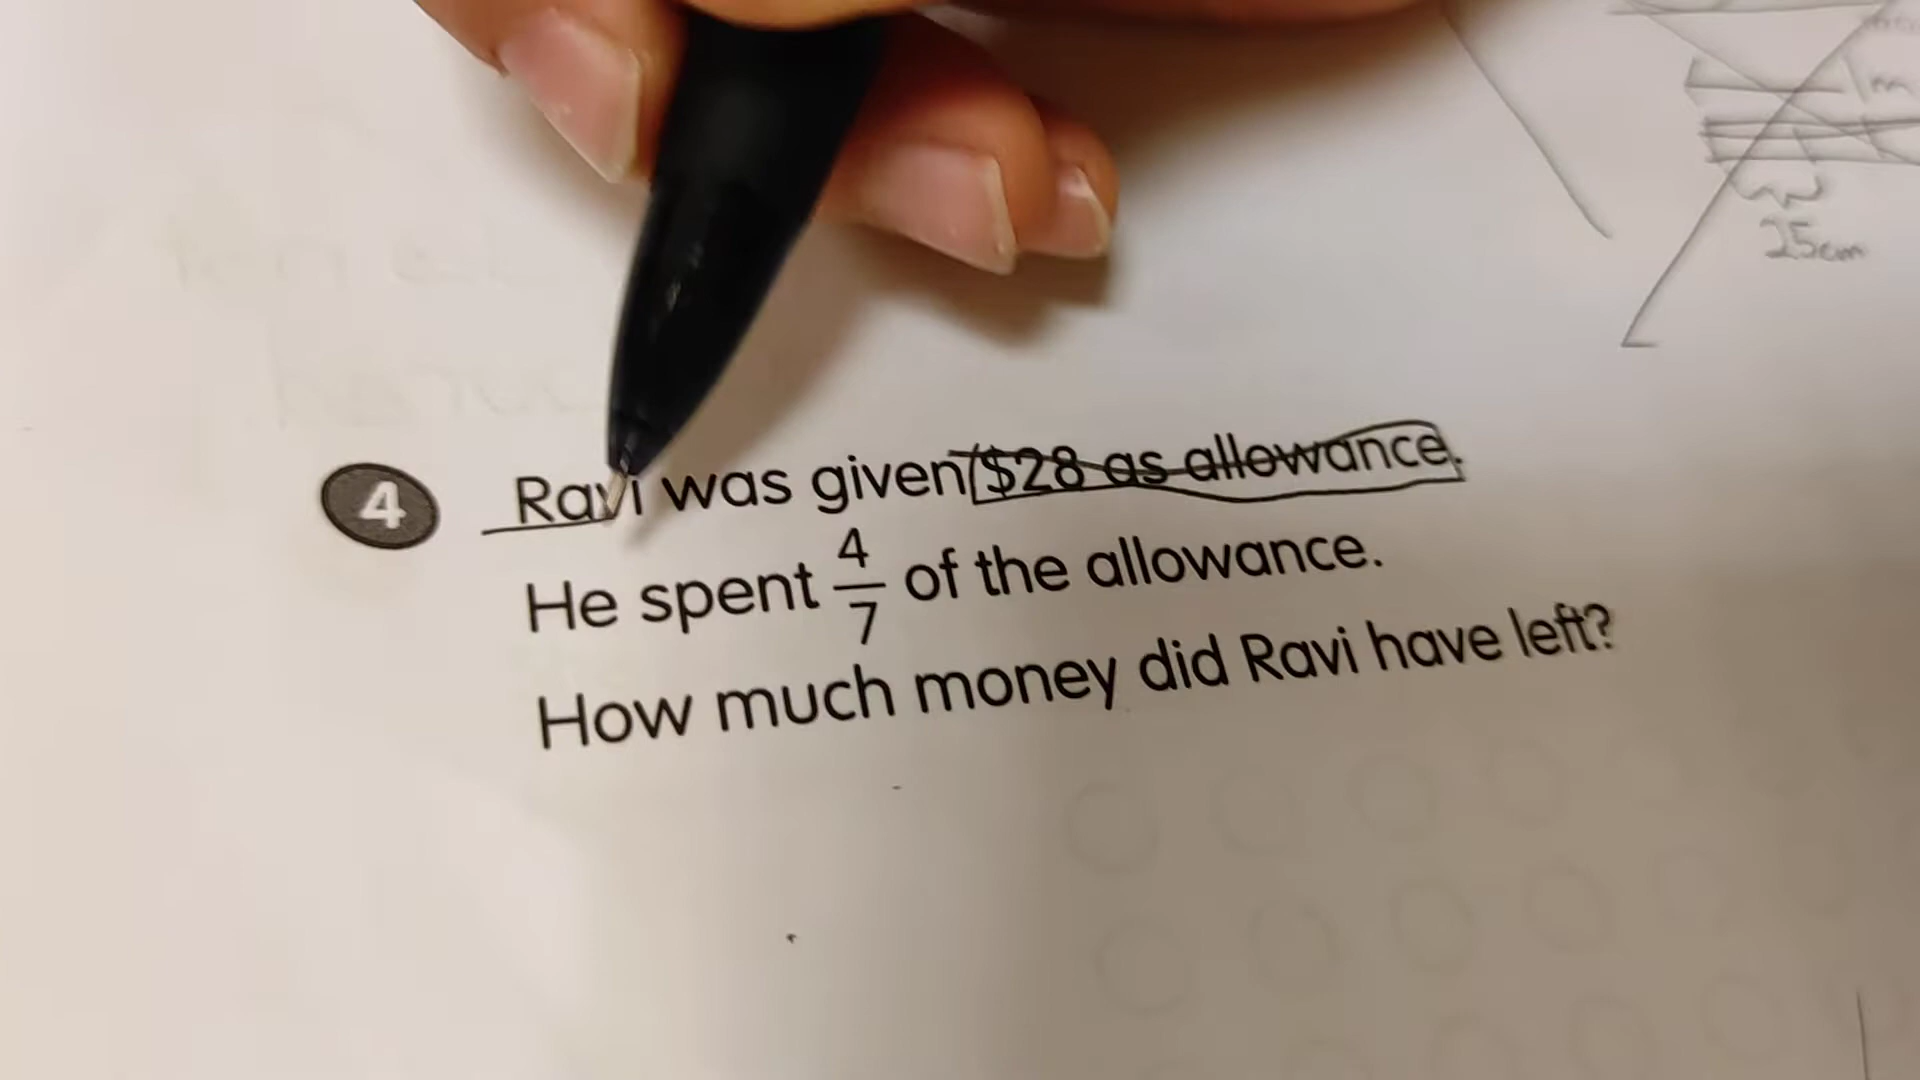 25cm
4
Ravi was given $28 as allowance.
He spent 4/7 of the allowance.
How much money did Ravi have left?